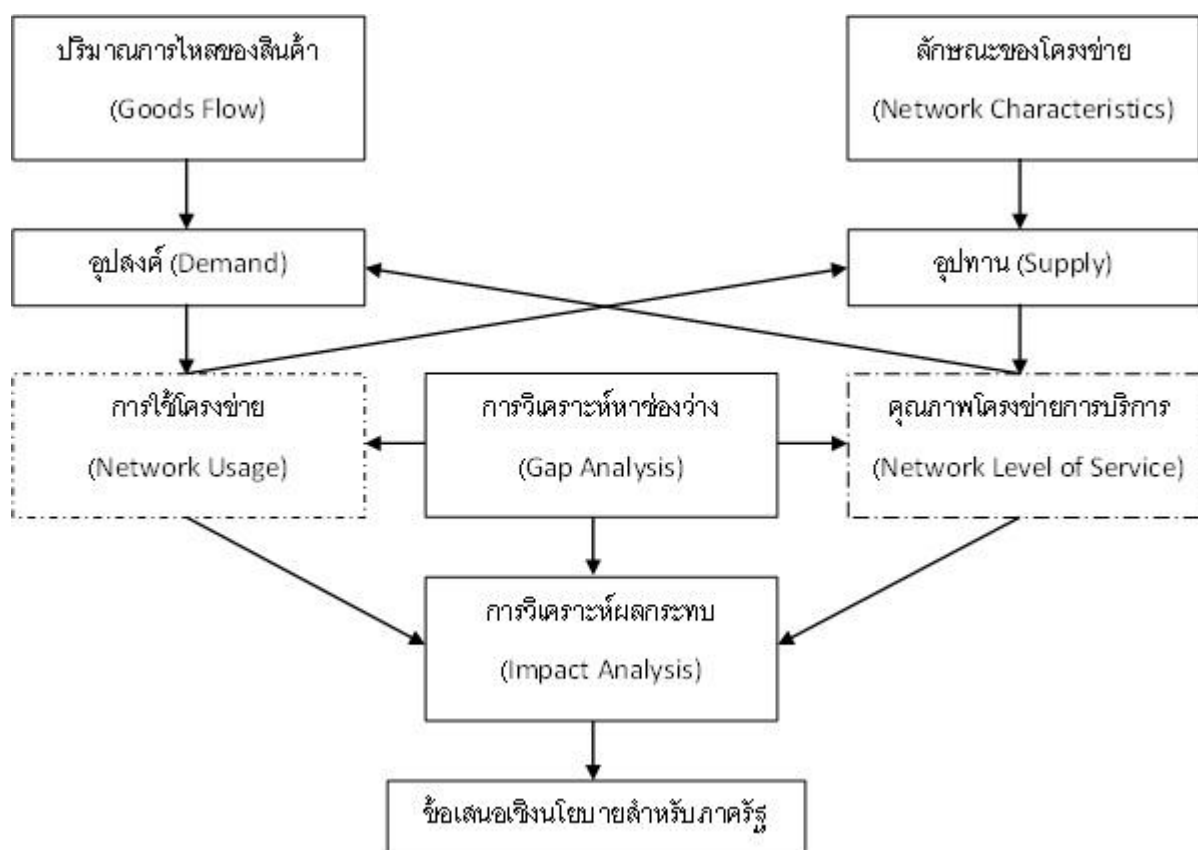 ปริมาณการไหลของสินค้า
(Goods Flow)
ลักษณะของโครงข่าย
(Network Characteristics)
อุปสงค์ (Demand)
อุปทาน (Supply)
การใช้โครงข่าย
(Network Usage)
การวิเคราะห์หาช่องว่าง
(Gap Analysis)
คุณภาพโครงข่ายการบริการ
(Network Level of Service)
การวิเคราะห์ผลกระทบ
(Impact Analysis)
ข้อเสนอเชิงนโยบายสำหรับภาครัฐ